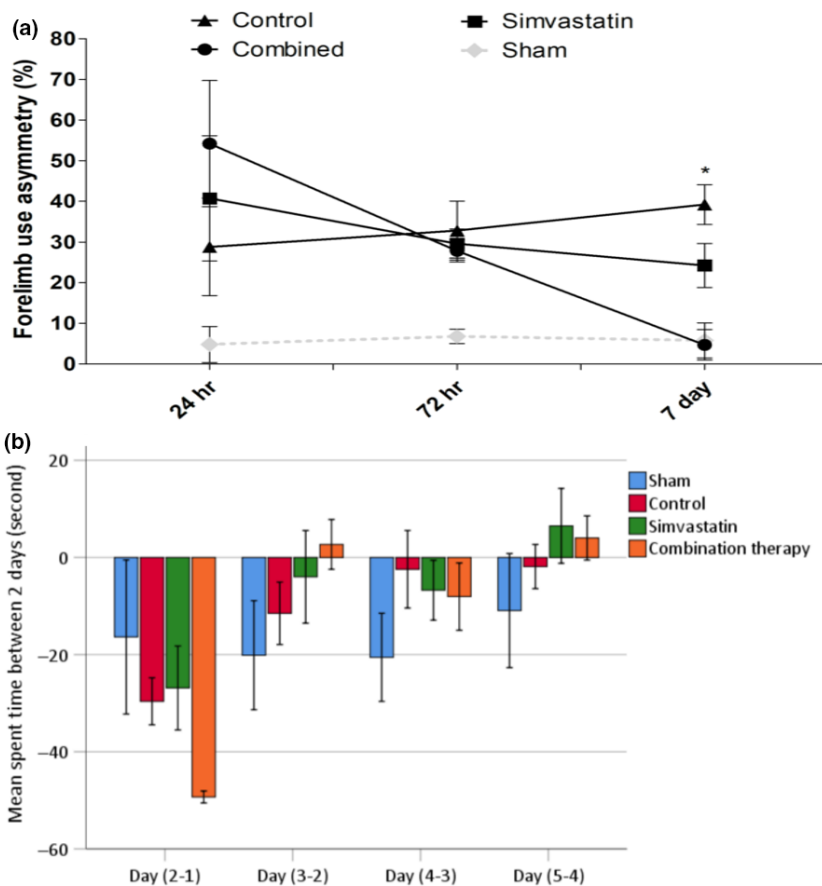 (a)
Control
Simvastatin
Combined
Sham
Forelimb use asymmetry (%)
80
70
60
50
40
30
20
10
0
*
24 hr
72 hr
7 day
(b)
Mean spent time between 2 days (second)
20
0
−20
−40
−60
Sham
Control
Simvastatin
Combination therapy
Day (2-1)
Day (3-2)
Day (4-3)
Day (5-4)